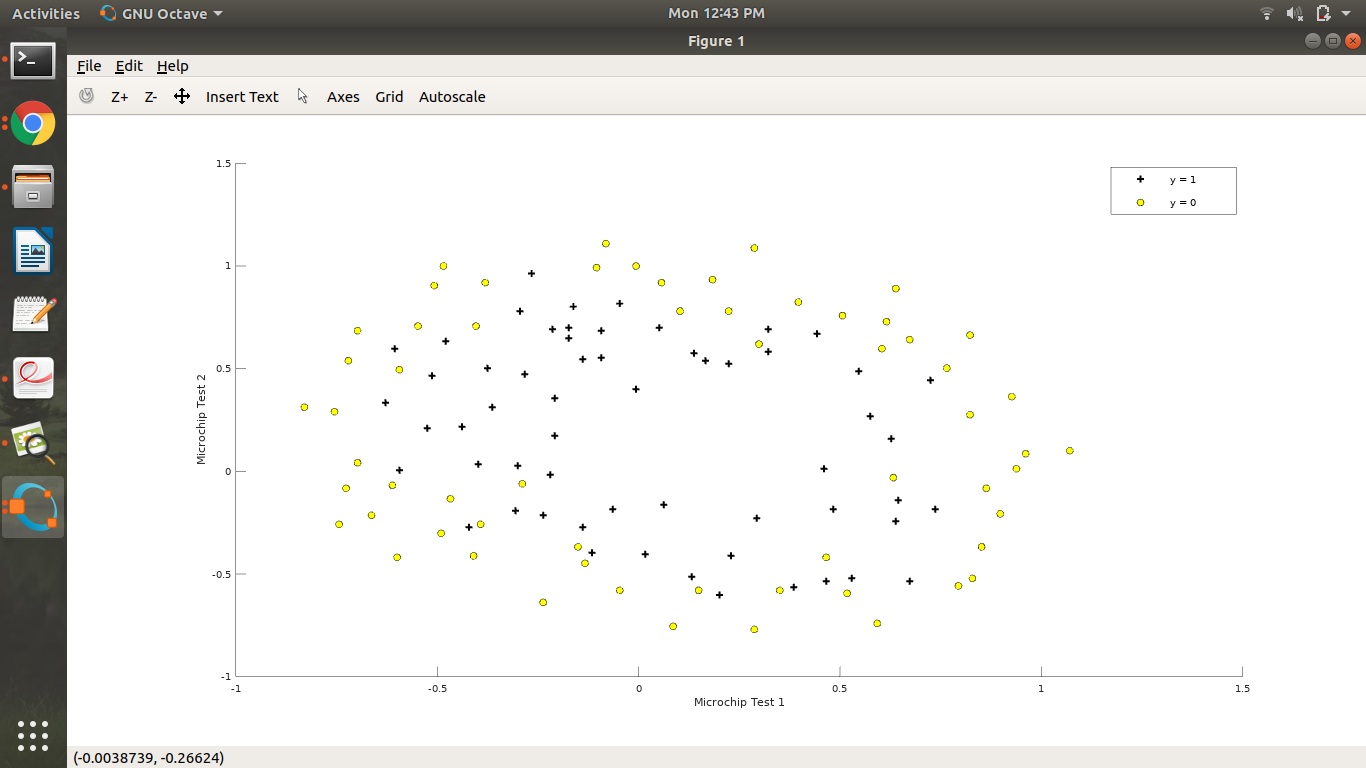 Activities GNU Octave Mon 12:43 PM
Figure 1
File Edit Help
Z+ Z- Insert Text Axes Grid Autoscale
1.5
y = 1
y = 0
1
0.5
Microchip Test 2
0
-0.5
-1
-1 -0.5 0 0.5 1 1.5
Microchip Test 1
(-0.0038739, -0.26624)